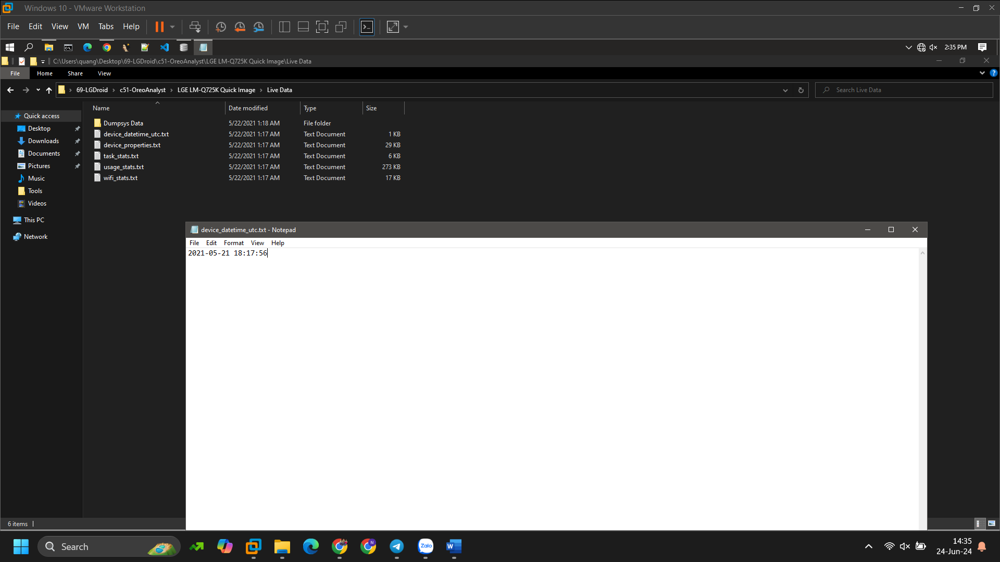 Windows 10 - VMware Workstation
File Edit View VM Tabs Help
2:35 PM
C:\Users\quang\Desktop\69-LGDroid\c51-OreoAnalyst\LGE LM-Q725K Quick Image\Live Data
File Home Share View
69-LGDroid › c51-OreoAnalyst › LGE LM-Q725K Quick Image › Live Data
Search Live Data
Name Date modified Type Size
Quick access
Desktop
Downloads
Documents
Pictures
Music
Tools
Videos
This PC
Network
Dumpsys Data 5/22/2021 1:18 AM File folder
device_datetime_utc.txt 5/22/2021 1:17 AM Text Document 1 KB
device_properties.txt 5/22/2021 1:17 AM Text Document 29 KB
task_stats.txt 5/22/2021 1:17 AM Text Document 6 KB
usage_stats.txt 5/22/2021 1:17 AM Text Document 273 KB
wifi_stats.txt 5/22/2021 1:17 AM Text Document 17 KB
device_datetime_utc.txt - Notepad
File Edit Format View Help
2021-05-21 18:17:56
6 items
Search
Zalo
14:35
24-Jun-24